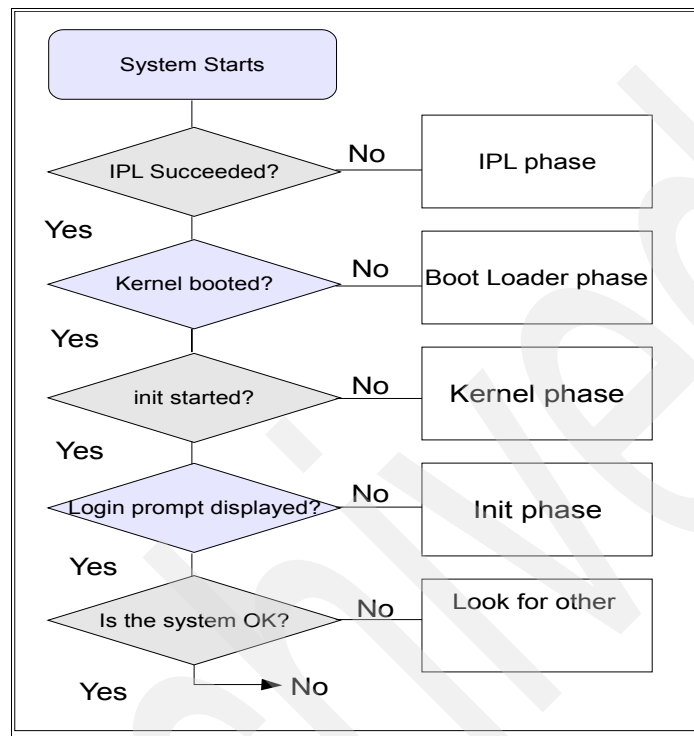 System Starts
IPL Succeeded?
No
IPL phase
Yes
Kernel booted?
No
Boot Loader phase
Yes
init started?
No
Kernel phase
Yes
Login prompt displayed?
No
Init phase
Yes
Is the system OK?
No
Look for other
Yes
No